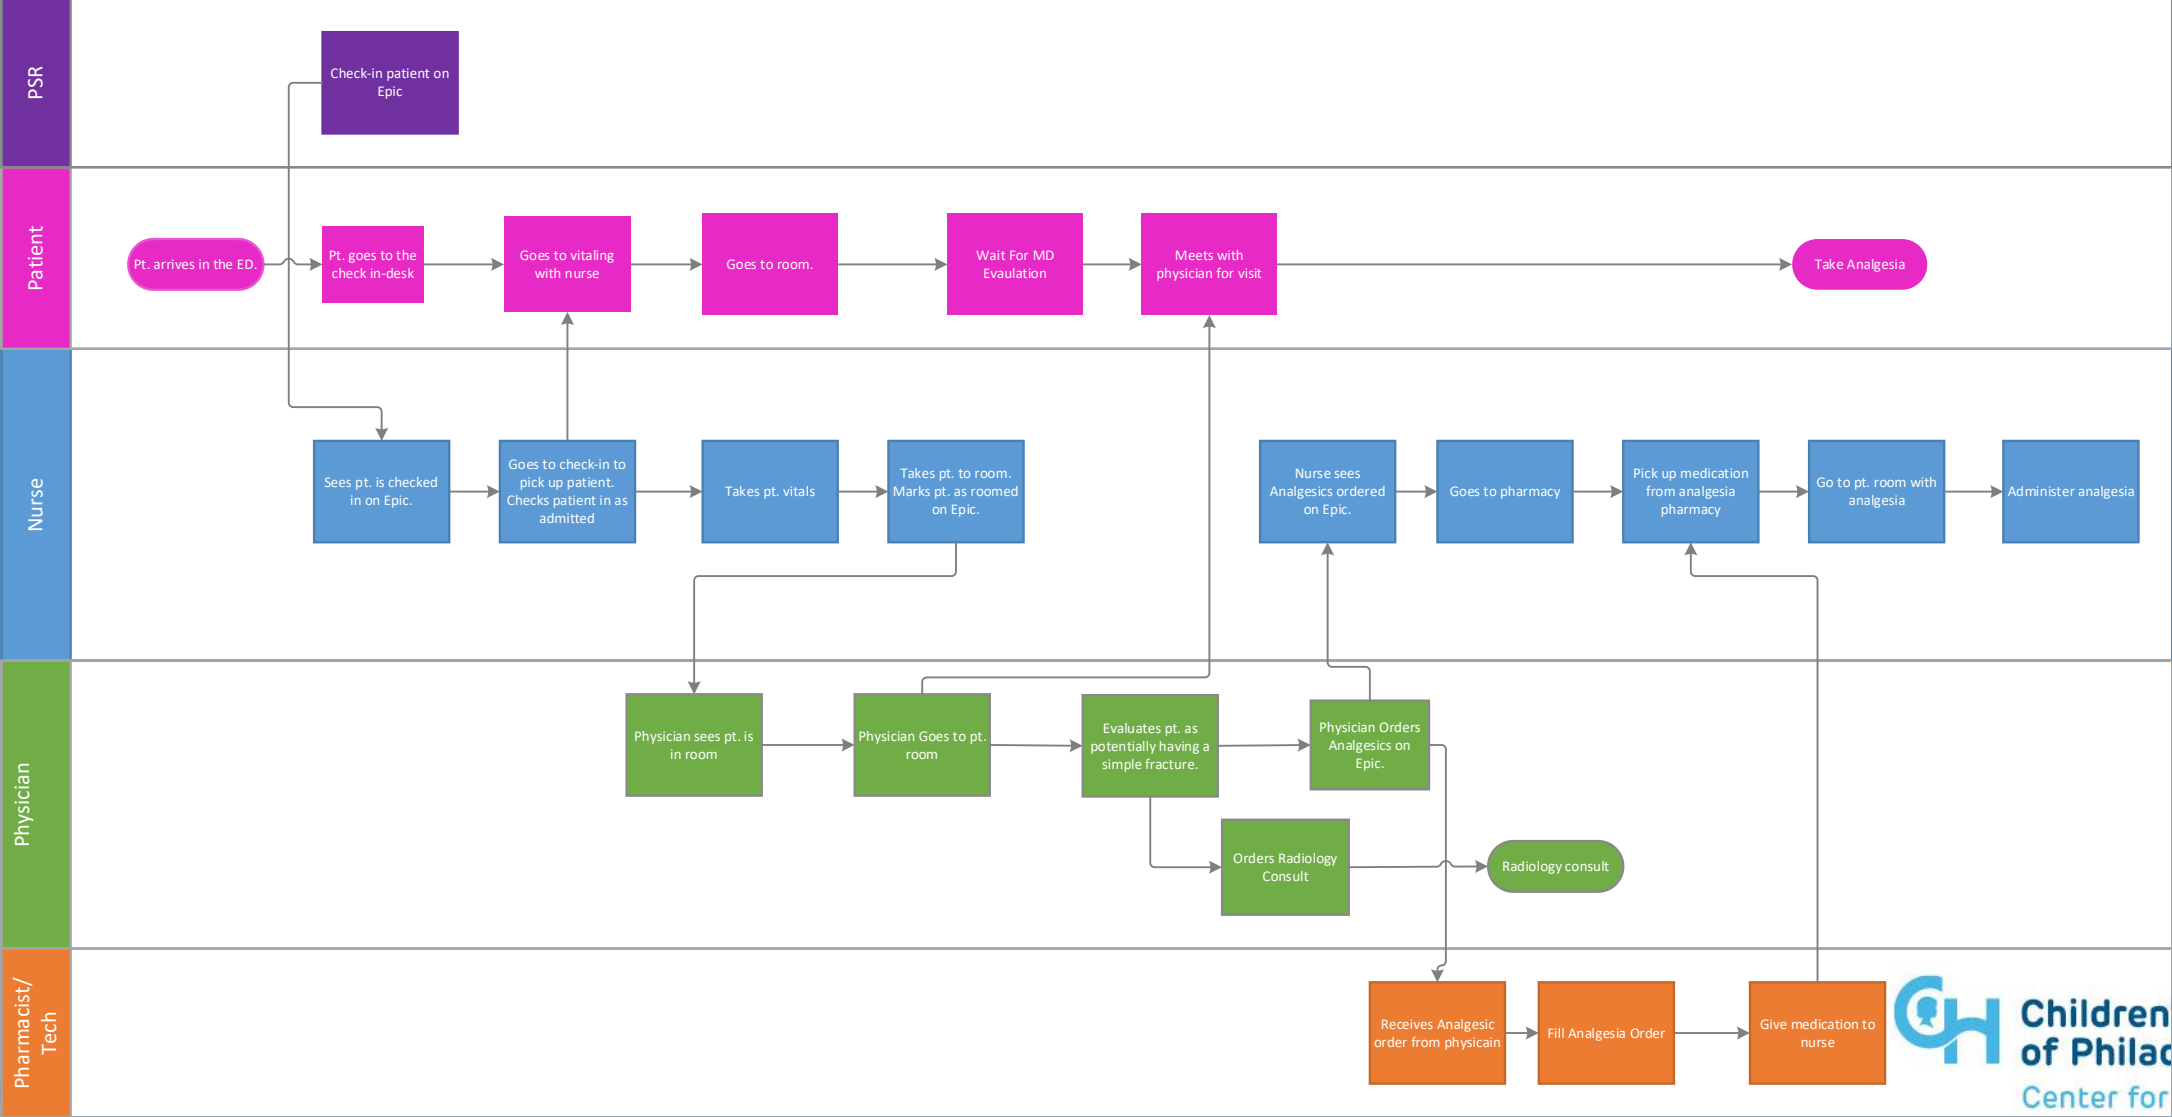 PSR
Check-in patient on
Epic
Patient
Pt. arrives in the ED.
Pt. goes to the
check in-desk
Goes to vitaling
with nurse
Goes to room.
Wait For MD
Evaulation
Meets with
physician for visit
Take Analgesia
Nurse
Sees pt. is checked
in on Epic.
Goes to check-in to
pick up patient.
Checks patient in as
admitted
Takes pt. vitals
Takes pt. to room.
Marks pt. as roomed
on Epic.
Nurse sees
Analgesics ordered
on Epic.
Goes to pharmacy
Pick up medication
from analgesia
pharmacy
Go to pt. room with
analgesia
Administer analgesia
Physician
Physician sees pt. is
in room
Physician Goes to pt.
room
Evaluates pt. as
potentially having a
simple fracture.
Physician Orders
Analgesics on
Epic.
Orders Radiology
Consult
Radiology consult
Pharmacist/
Tech
Receives Analgesic
order from physicain
Fill Analgesia Order
Give medication to
nurse
CH
Children
of Philad
Center for